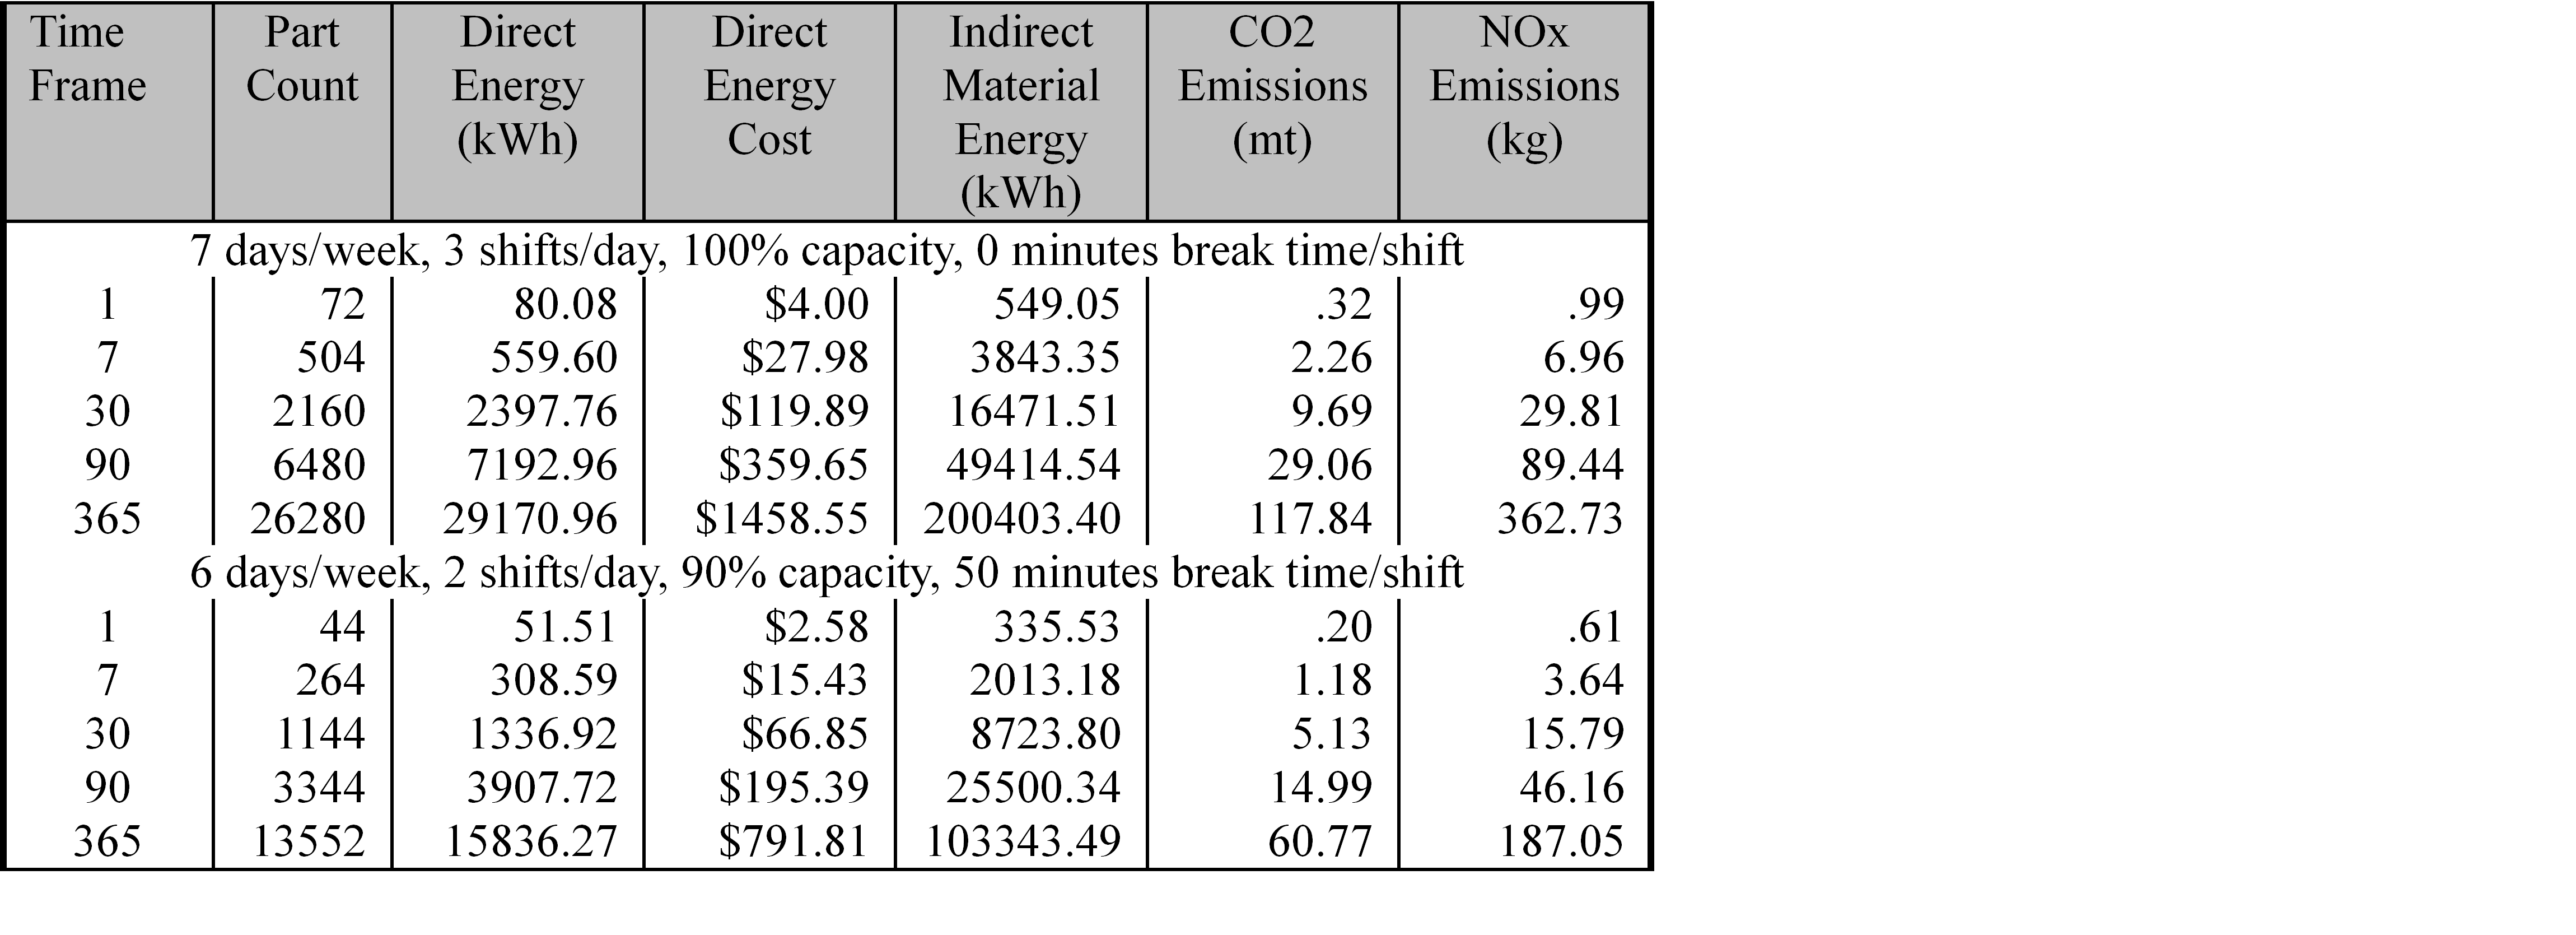 Time Frame Part Count Direct Energy (kWh) Direct Energy Cost Indirect Material Energy (kWh) CO2 Emissions (mt) NOx Emissions (kg)
7 days/week, 3 shifts/day, 100% capacity, 0 minutes break time/shift
1 72 80.08 $4.00 549.05 .32 .99
7 504 559.60 $27.98 3843.35 2.26 6.96
30 2160 2397.76 $119.89 16471.51 9.69 29.81
90 6480 7192.96 $359.65 49414.54 29.06 89.44
365 26280 29170.96 $1458.55 200403.40 117.84 362.73
6 days/week, 2 shifts/day, 90% capacity, 50 minutes break time/shift
1 44 51.51 $2.58 335.53 .20 .61
7 264 308.59 $15.43 2013.18 1.18 3.64
30 1144 1336.92 $66.85 8723.80 5.13 15.79
90 3344 3907.72 $195.39 25500.34 14.99 46.16
365 13552 15836.27 $791.81 103343.49 60.77 187.05